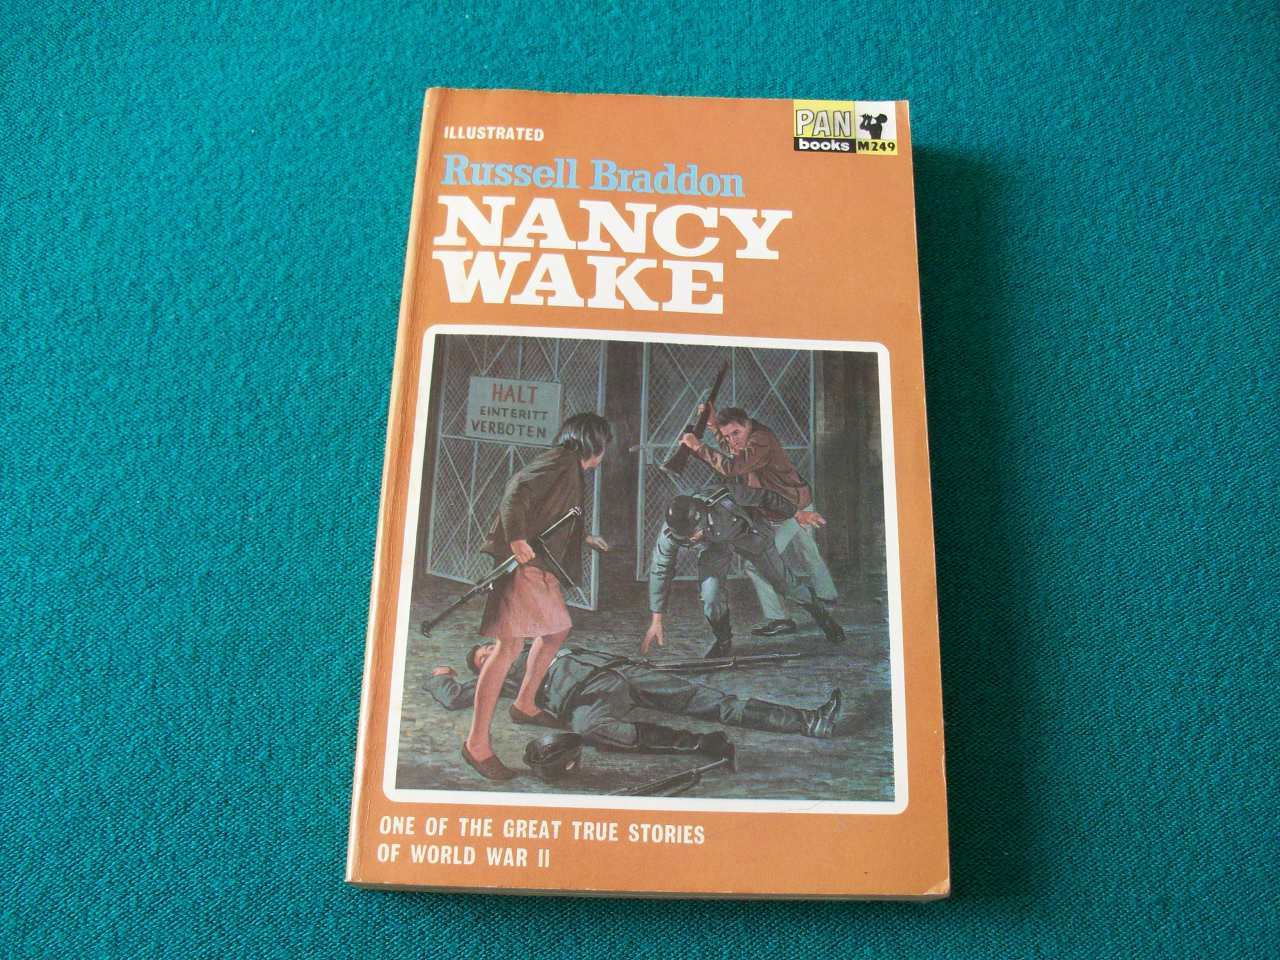 ILLUSTRATED
PAN
books M249
Russell Braddon
NANCY
WAKE
HALT
EINTERITT
VERBOTEN
ONE OF THE GREAT TRUE STORIES
OF WORLD WAR II